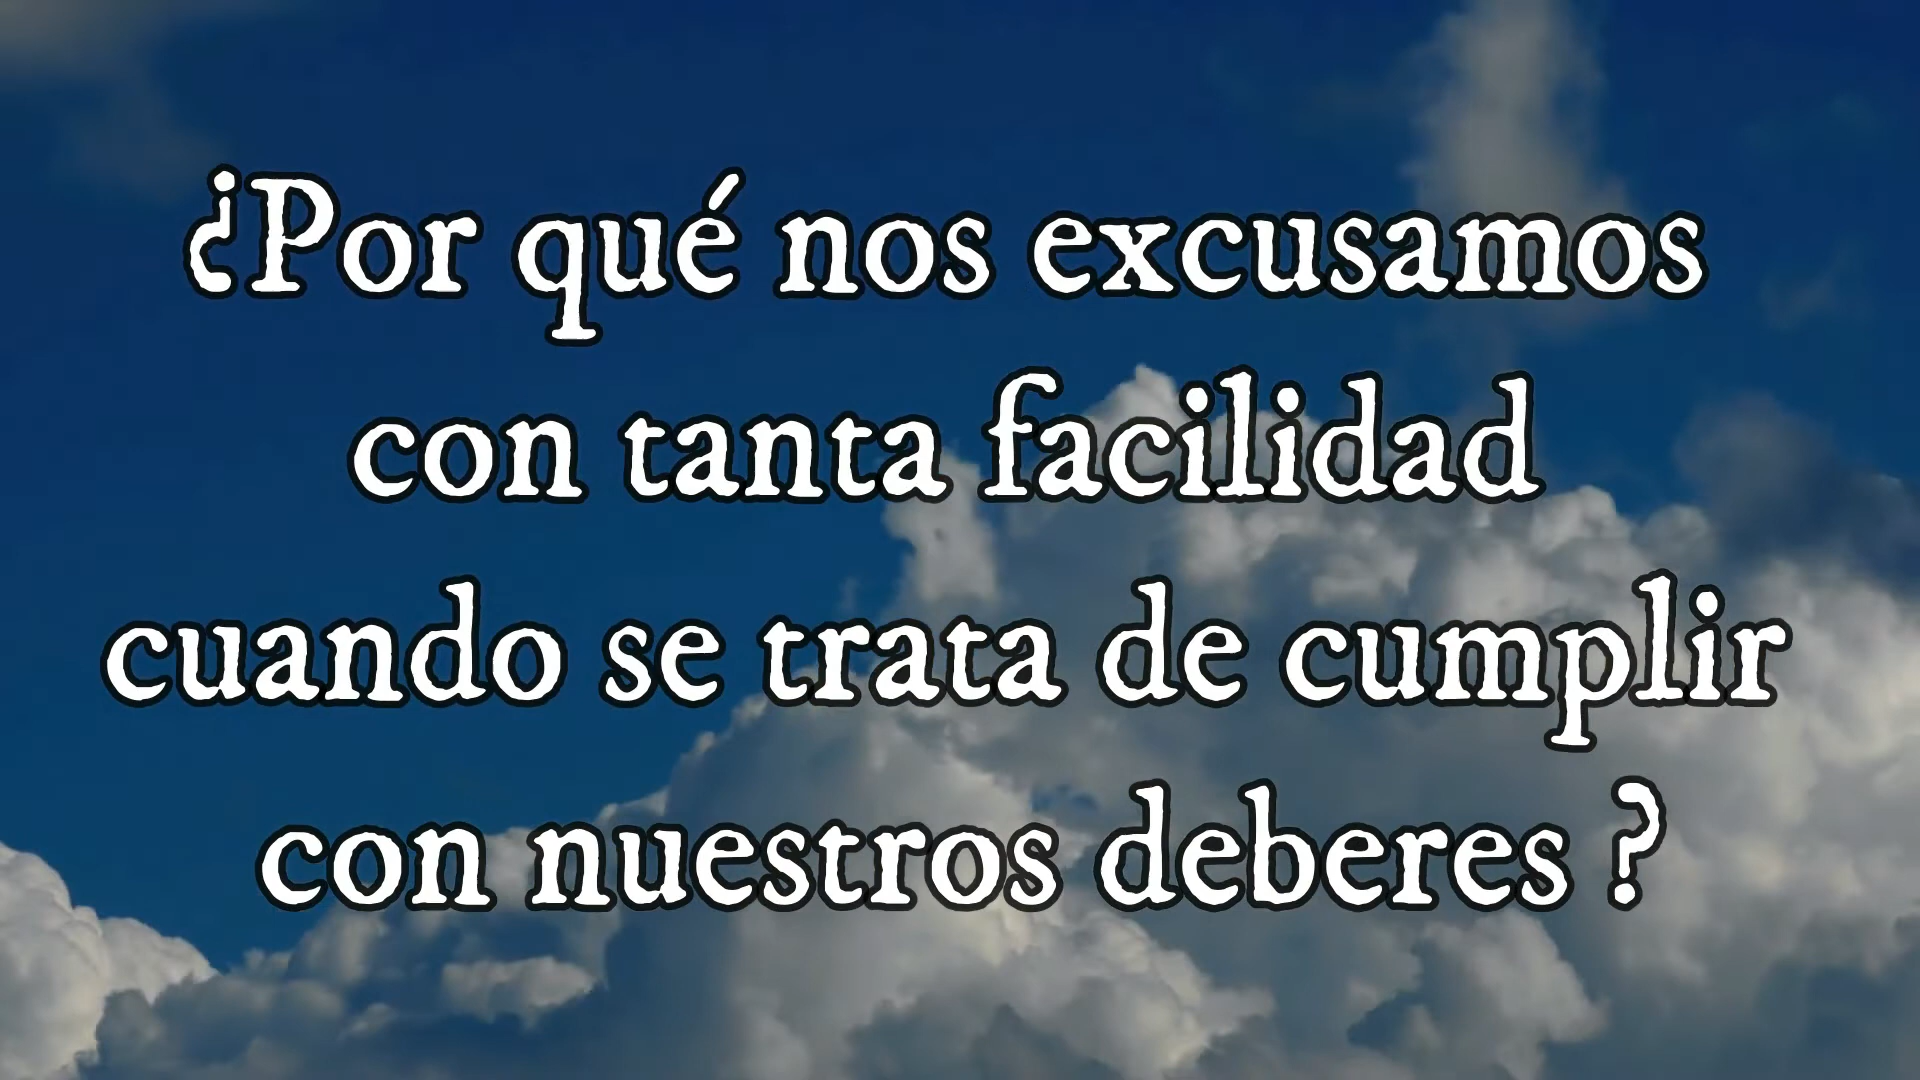 ¿Por qué nos excusamos
con tanta facilidad
cuando se trata de cumplir
con nuestros deberes ?